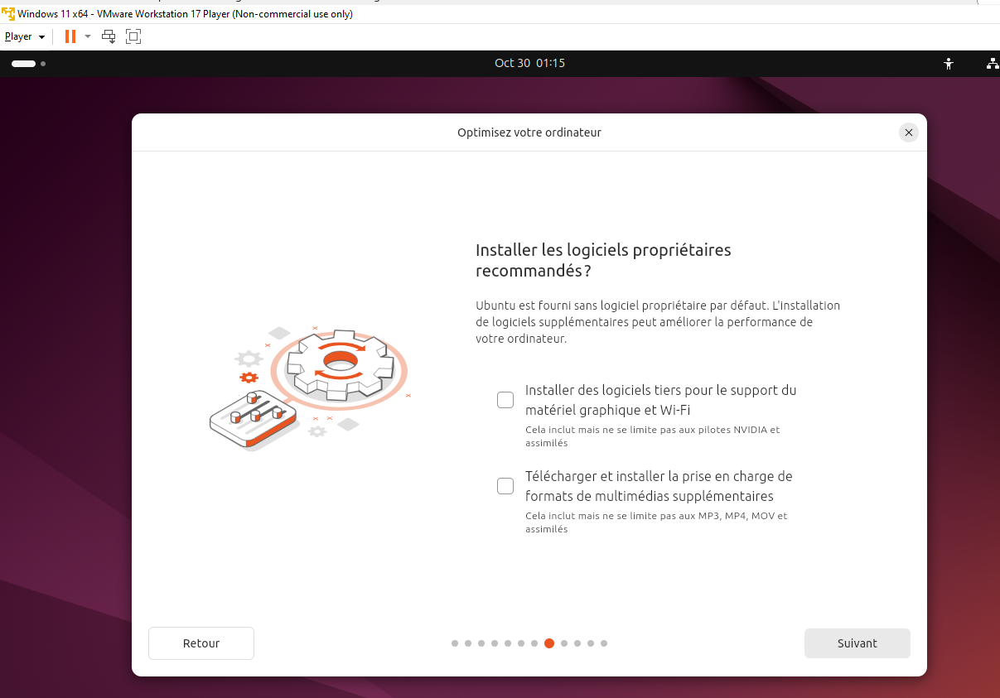 Windows 11 x64 - VMware Workstation 17 Player (Non-commercial use only)
Player
Oct 30 01:15
Optimisez votre ordinateur
Installer les logiciels propriétaires
recommandés ?
Ubuntu est fourni sans logiciel propriétaire par défaut. L'installation
de logiciels supplémentaires peut améliorer la performance de
votre ordinateur.
Installer des logiciels tiers pour le support du
matériel graphique et Wi-Fi
Cela inclut mais ne se limite pas aux pilotes NVIDIA et
assimilés
Télécharger et installer la prise en charge de
formats de multimédias supplémentaires
Cela inclut mais ne se limite pas aux MP3, MP4, MOV et
assimilés
Retour
Suivant